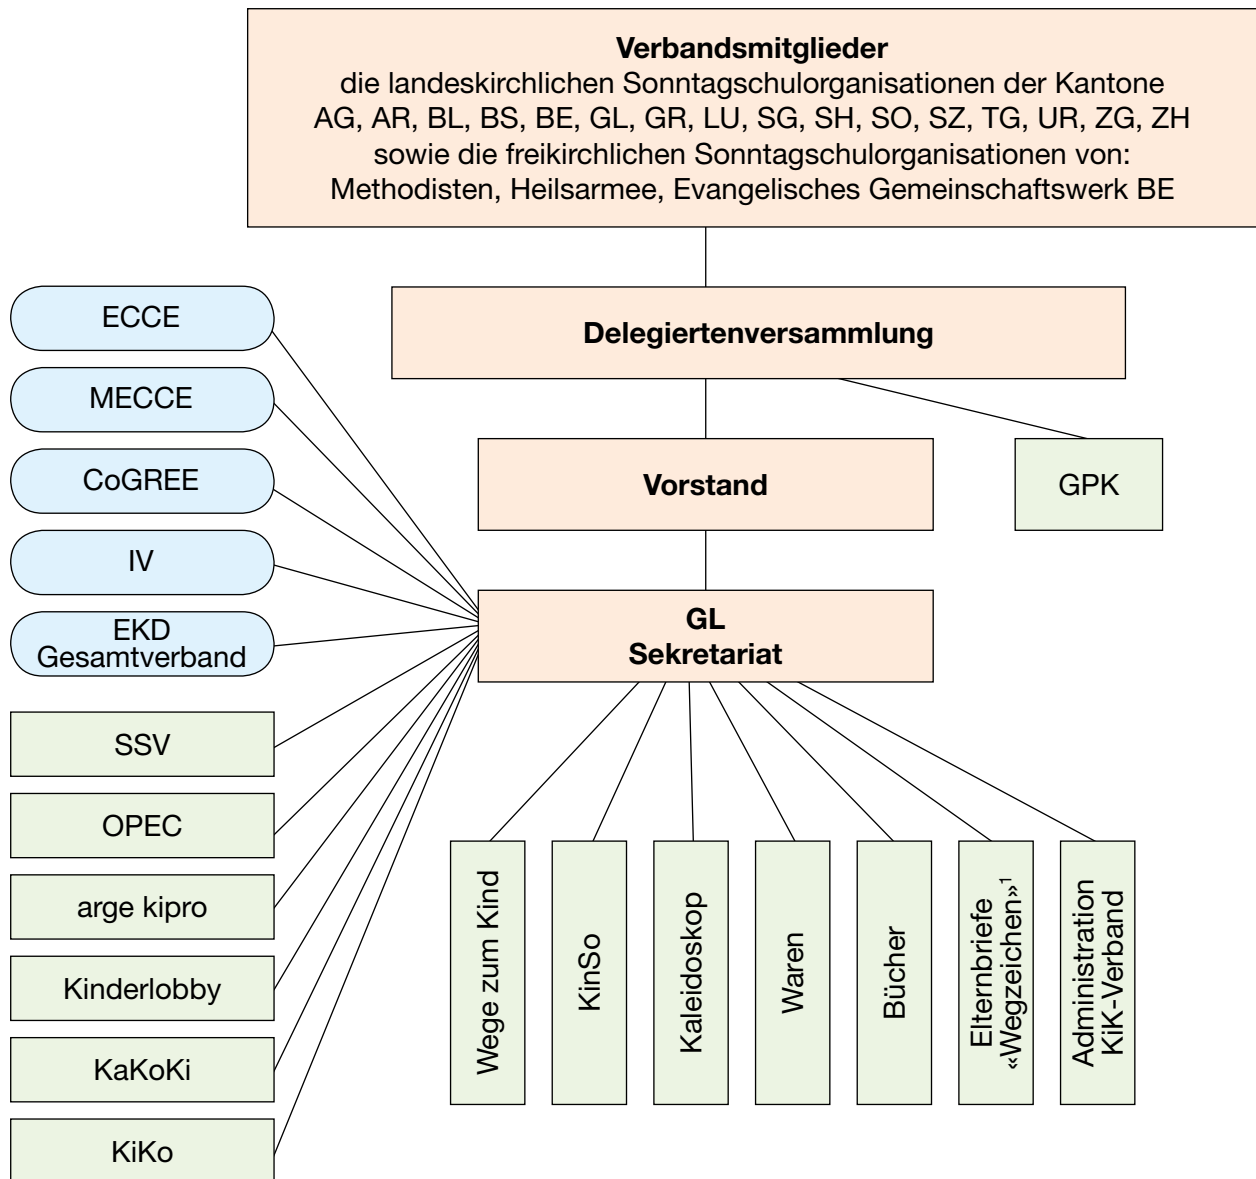 Verbandsmitglieder
die landeskirchlichen Sonntagschulorganisationen der Kantone
AG, AR, BL, BS, BE, GL, GR, LU, SG, SH, SO, SZ, TG, UR, ZG, ZH
sowie die freikirchlichen Sonntagschulorganisationen von:
Methodisten, Heilsarmee, Evangelisches Gemeinschaftswerk BE
Delegiertenversammlung
Vorstand
GPK
GL
Sekretariat
ECCE
MECCE
CoGREE
IV
EKD
Gesamtverband
SSV
OPEC
arge kipro
Kinderlobby
KaKoKi
KiKo
Wege zum Kind
KinSo
Kaleidoskop
Waren
Bücher
Elternbriefe
«Wegzeichen»¹
Administration
KiK-Verband